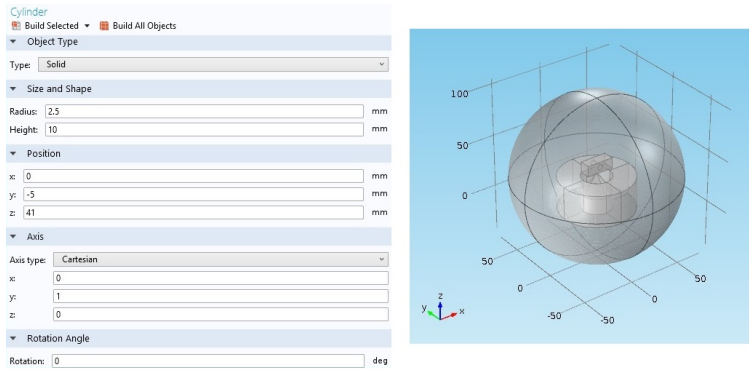 Cylinder
Build Selected Build All Objects
Object Type
Type: Solid
Size and Shape
Radius: 2.5 mm
Height: 10 mm
Position
x: 0 mm
y: -5 mm
z: 41 mm
Axis
Axis type: Cartesian
x: 0
y: 1
z: 0
Rotation Angle
Rotation: 0 deg
100
50
0
50
0
-50
-50
0
50
z
y
x